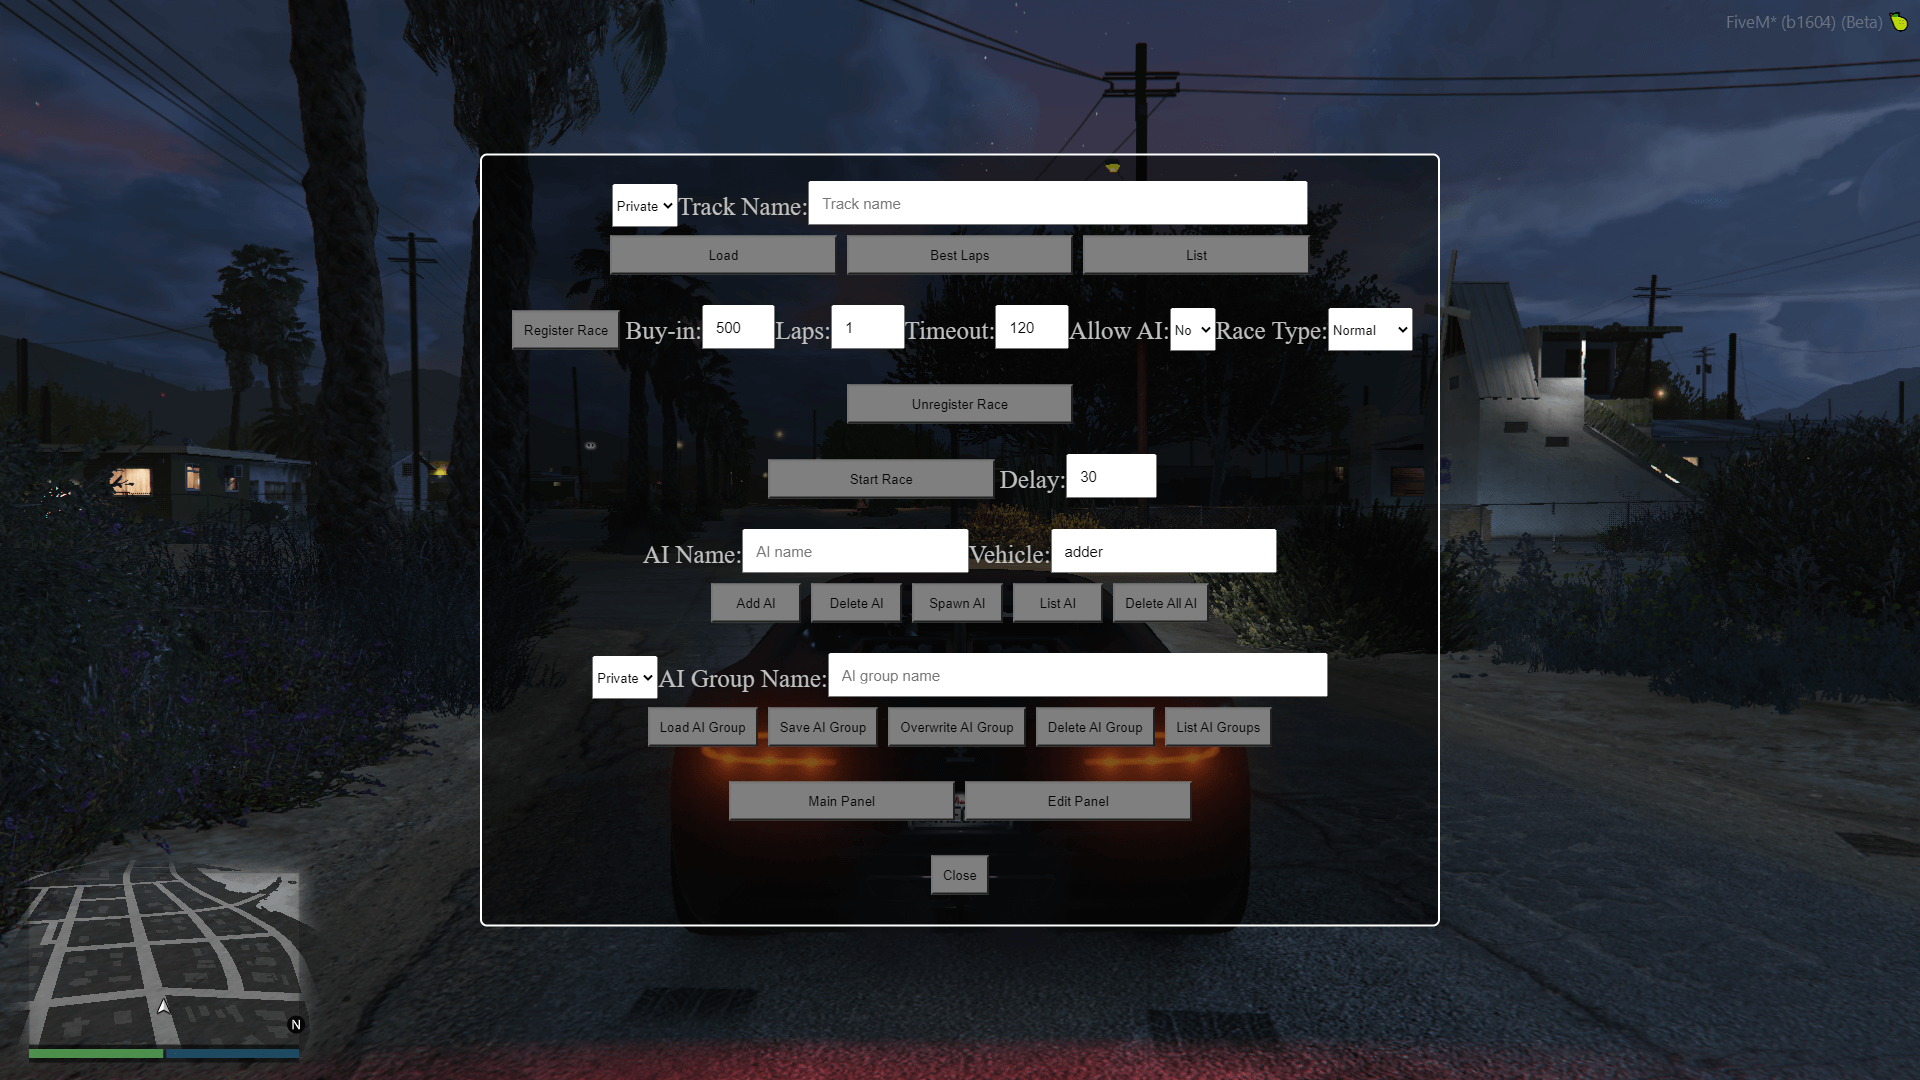 FiveM* (b1604) (Beta)
Private Track Name: Track name
Load Best Laps List
Register Race Buy-in: 500 Laps: 1 Timeout: 120 Allow AI: No Race Type: Normal
Unregister Race
Start Race Delay: 30
AI Name: AI name Vehicle: adder
Add AI Delete AI Spawn AI List AI Delete All AI
Private AI Group Name: AI group name
Load AI Group Save AI Group Overwrite AI Group Delete AI Group List AI Groups
Main Panel Edit Panel
Close
N